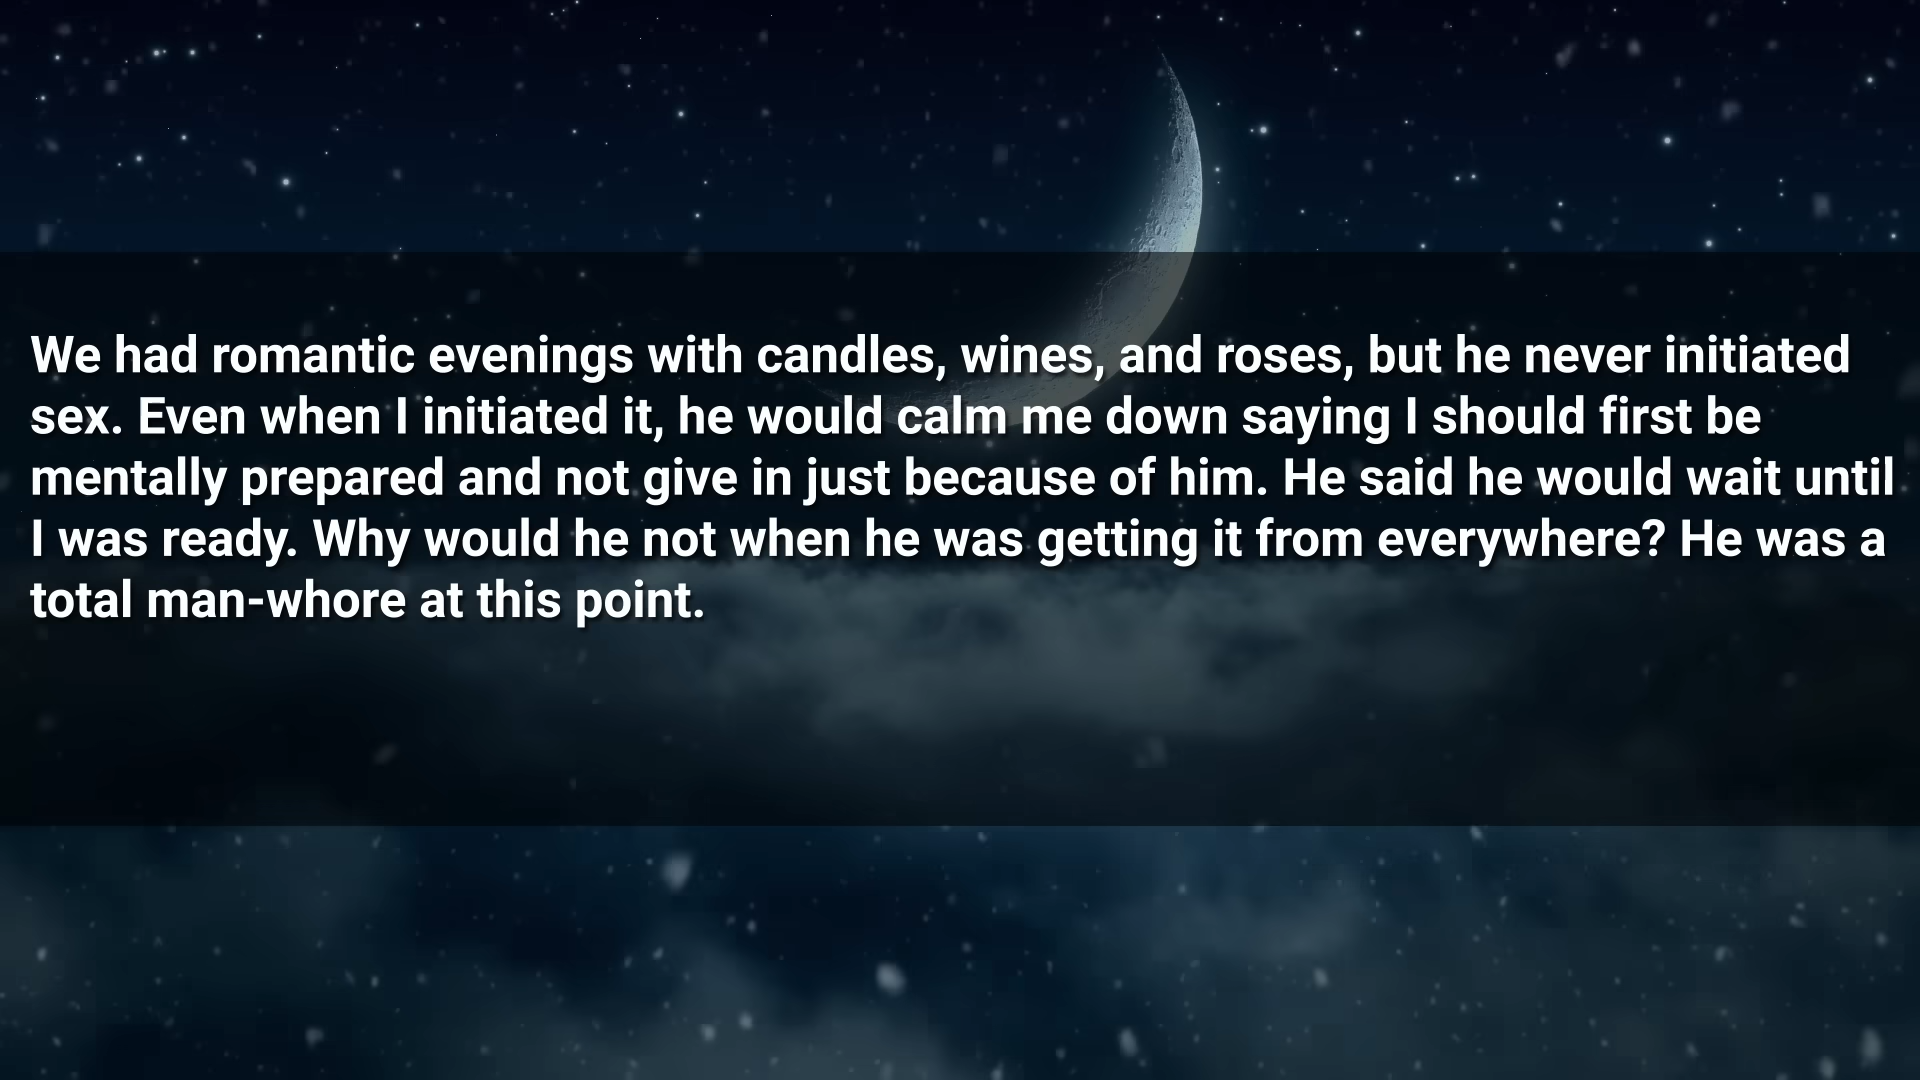 We had romantic evenings with candles, wines, and roses, but he never initiated
sex. Even when I initiated it, he would calm me down saying I should first be
mentally prepared and not give in just because of him. He said he would wait until
I was ready. Why would he not when he was getting it from everywhere? He was a
total man-whore at this point.